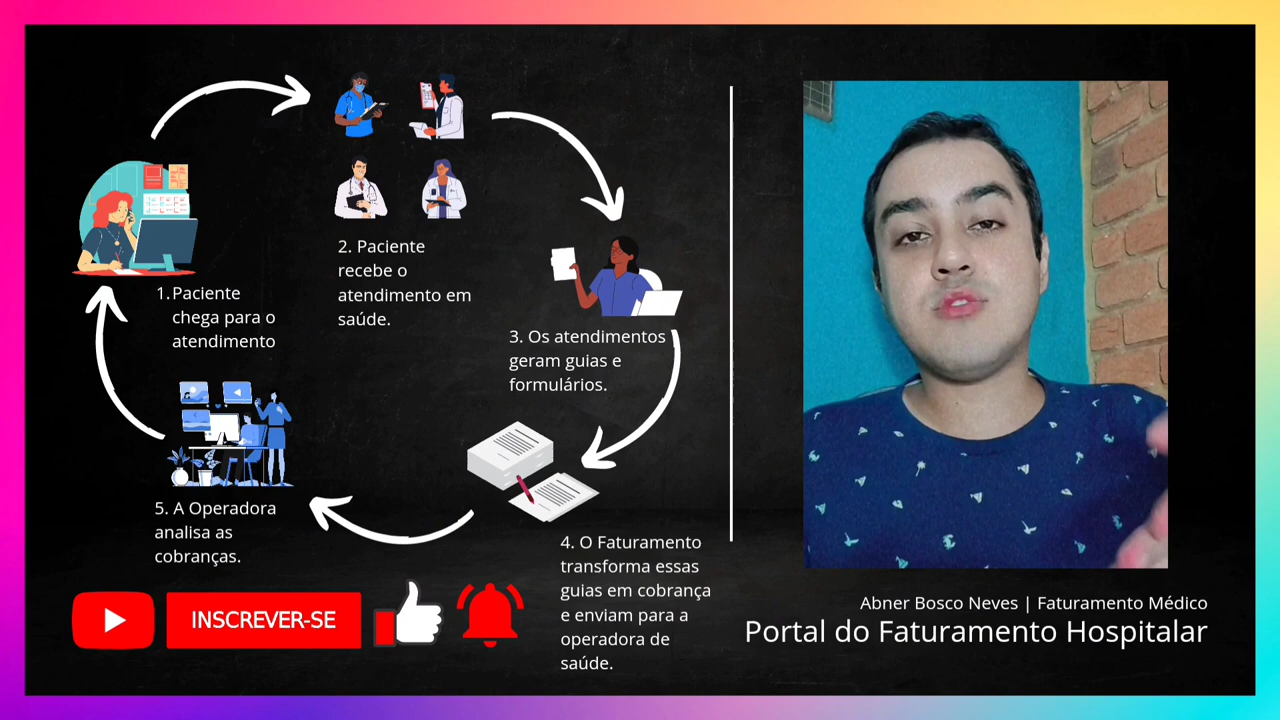 1. Paciente
chega para o
atendimento
2. Paciente
recebe o
atendimento em
saúde.
3. Os atendimentos
geram guias e
formulários.
4. O Faturamento
transforma essas
guias em cobrança
e enviam para a
operadora de
saúde.
5. A Operadora
analisa as
cobranças.
INSCREVER-SE
Abner Bosco Neves | Faturamento Médico
Portal do Faturamento Hospitalar